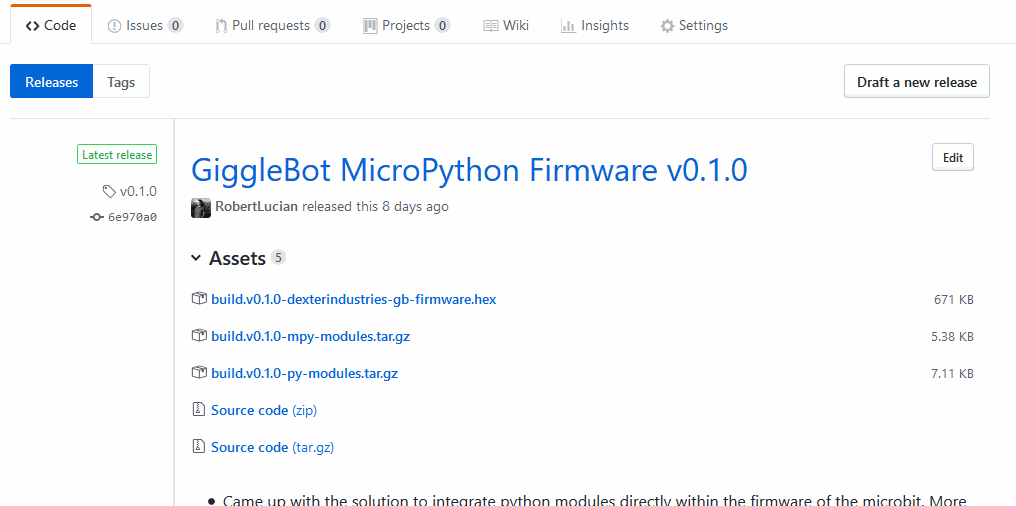 Code Issues 0 Pull requests 0 Projects 0 Wiki Insights Settings
Releases Tags Draft a new release
Latest release
GiggleBot MicroPython Firmware v0.1.0 Edit
v0.1.0
RobertLucian released this 8 days ago
6e970a0
Assets 5
build.v0.1.0-dexterindustries-gb-firmware.hex 671 KB
build.v0.1.0-mpy-modules.tar.gz 5.38 KB
build.v0.1.0-py-modules.tar.gz 7.11 KB
Source code (zip)
Source code (tar.gz)
• Came up with the solution to integrate python modules directly within the firmware of the microbit. More